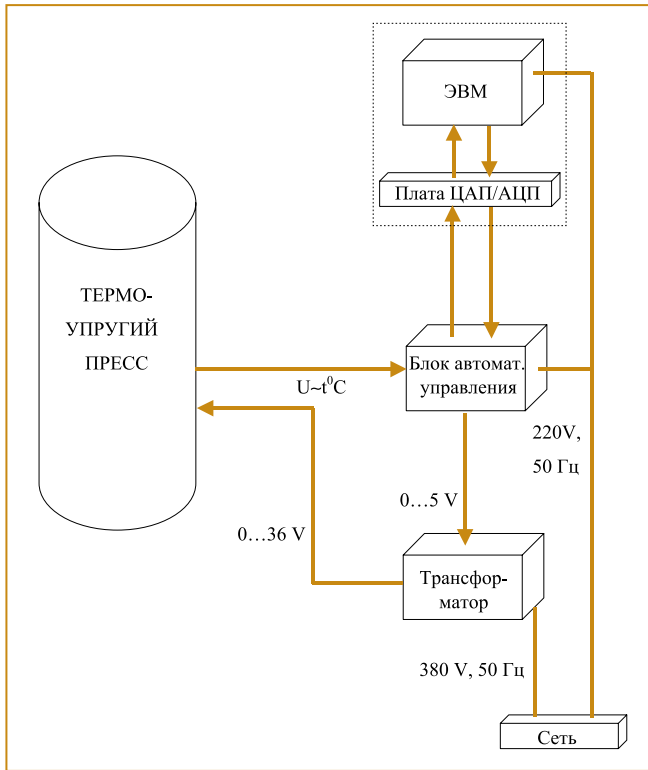 ЭВМ
Плата ЦАП/АЦП
ТЕРМО-
УПРУГИЙ
ПРЕСС
Блок автомат.
управления
U~t⁰C
220V,
50 Гц
0…5 V
0…36 V
Трансфор-
матор
380 V, 50 Гц
Сеть